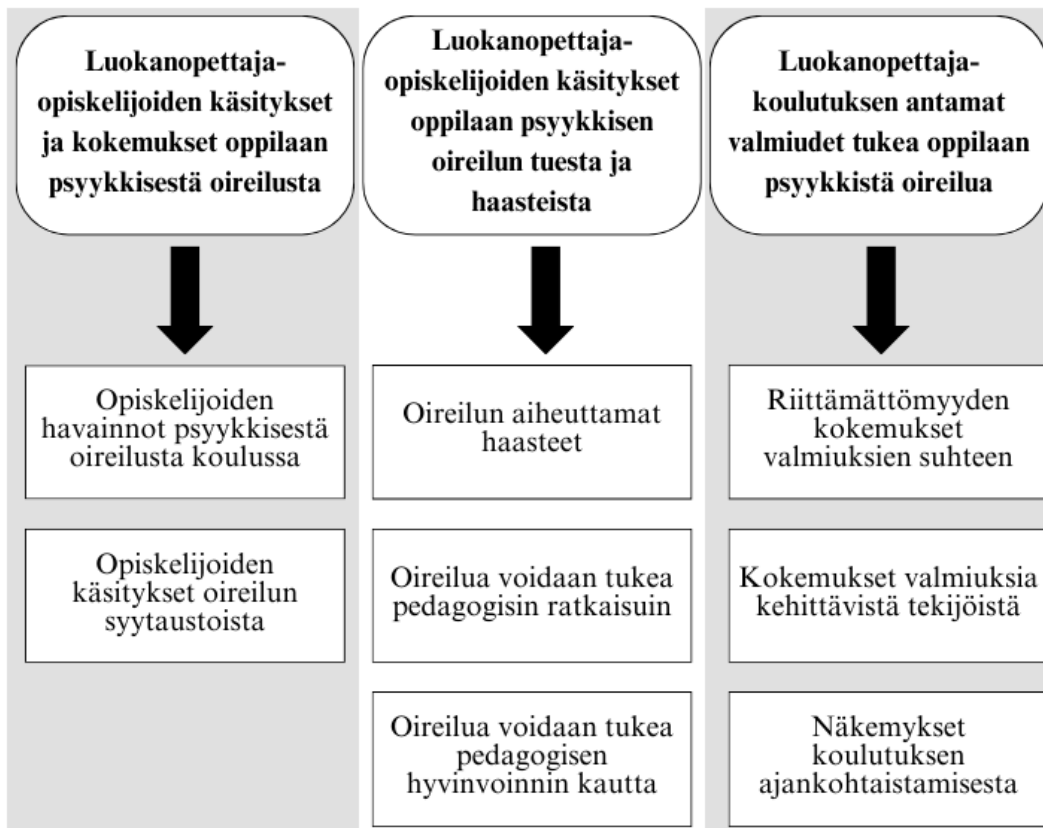 Luokanopettaja-
opiskelijoiden käsitykset
ja kokemukset oppilaan
psyykkisestä oireilusta
Luokanopettaja-
opiskelijoiden käsitykset
oppilaan psyykkisen
oireilun tuesta ja
haasteista
Luokanopettaja-
koulutuksen antamat
valmiudet tukea oppilaan
psyykkistä oireilua
Opiskelijoiden
havainnot psyykkisestä
oireilusta koulussa
Oireilun aiheuttamat
haasteet
Riittämättömyyden
kokemukset
valmiuksien suhteen
Opiskelijoiden
käsitykset oireilun
syytaustoista
Oireilua voidaan tukea
pedagogisin ratkaisuin
Kokemukset valmiuksia
kehittävistä tekijöistä
Oireilua voidaan tukea
pedagogisen
hyvinvoinnin kautta
Näkemykset
koulutuksen
ajankohtaistamisesta